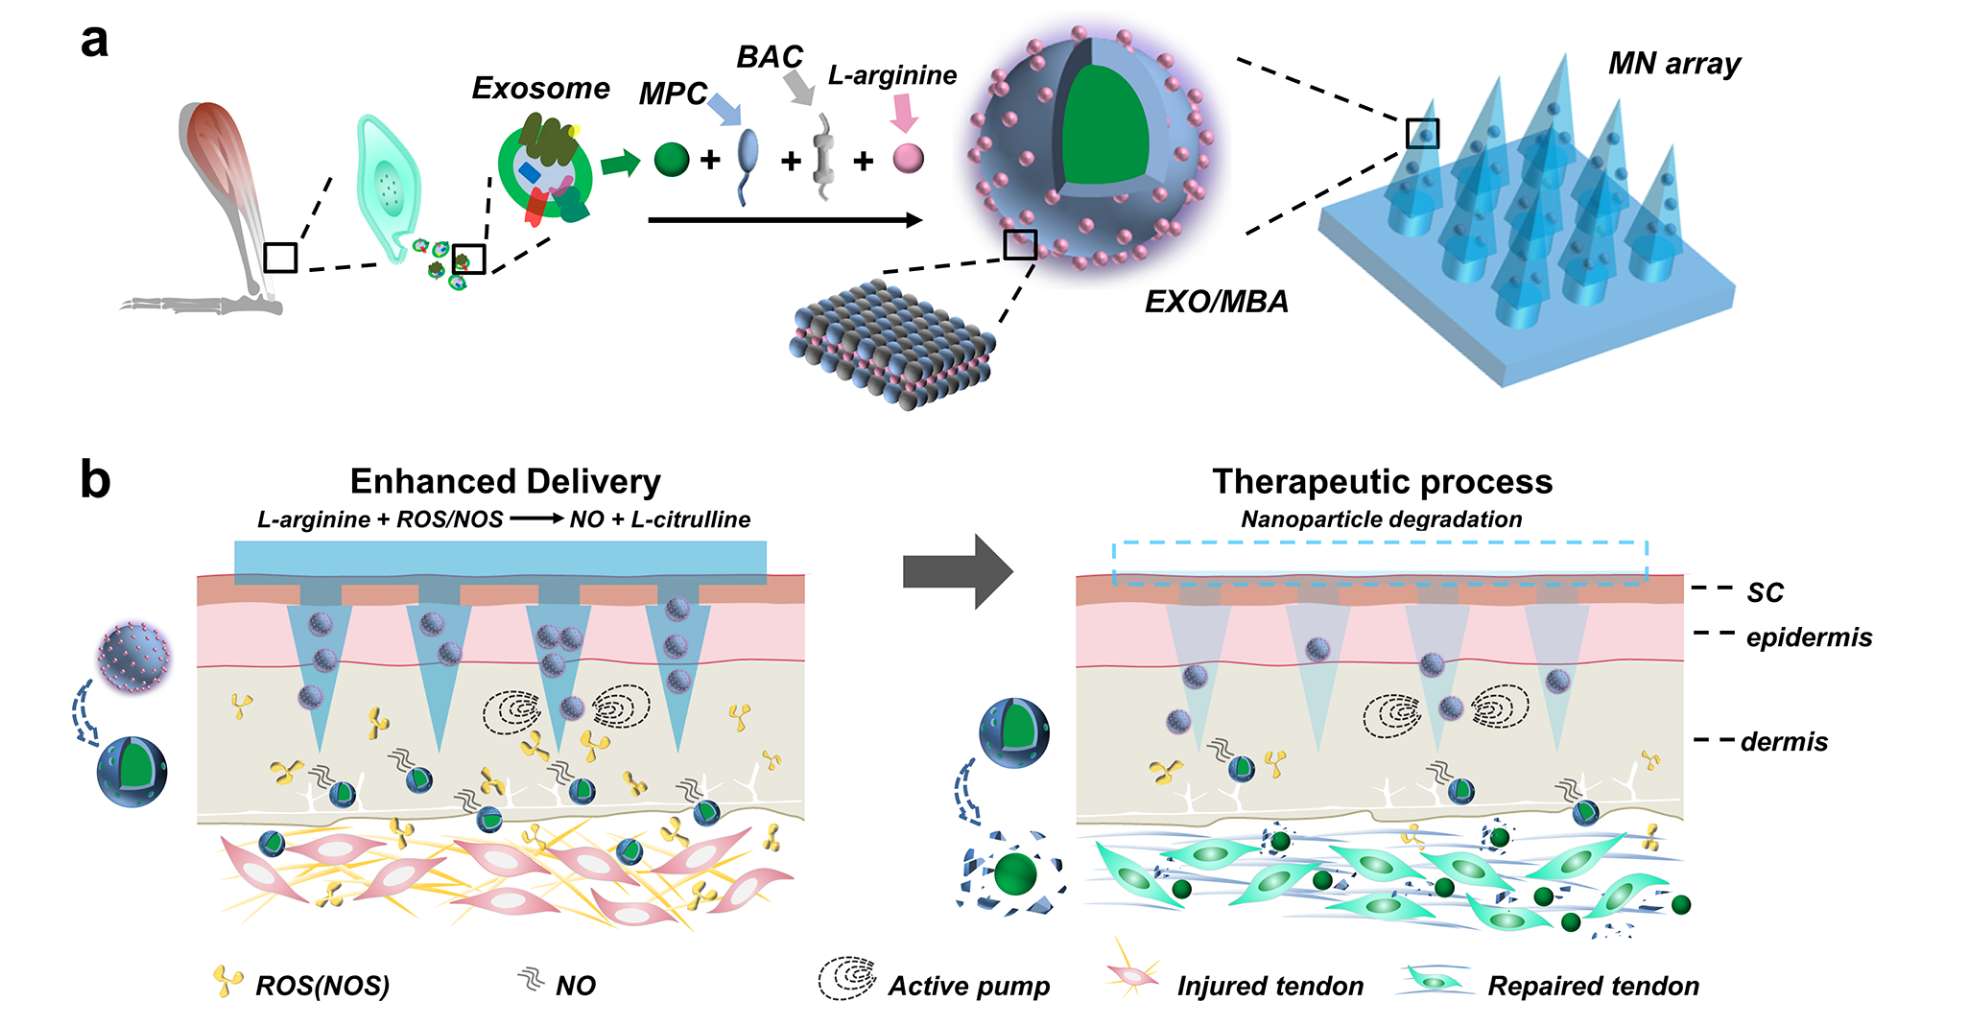 a
Exosome
MPC
BAC
L-arginine
MN array
+
+
+
EXO/MBA
b
Enhanced Delivery
L-arginine + ROS/NOS → NO + L-citrulline
Therapeutic process
Nanoparticle degradation
SC
epidermis
dermis
ROS(NOS)
NO
Active pump
Injured tendon
Repaired tendon